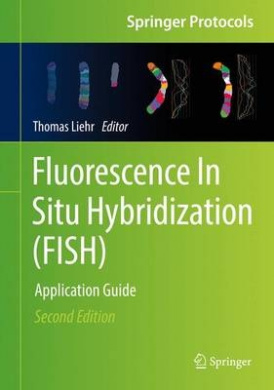 Springer Protocols
Thomas Liehr Editor
Fluorescence In
Situ Hybridization
(FISH)
Application Guide
Second Edition
Springer